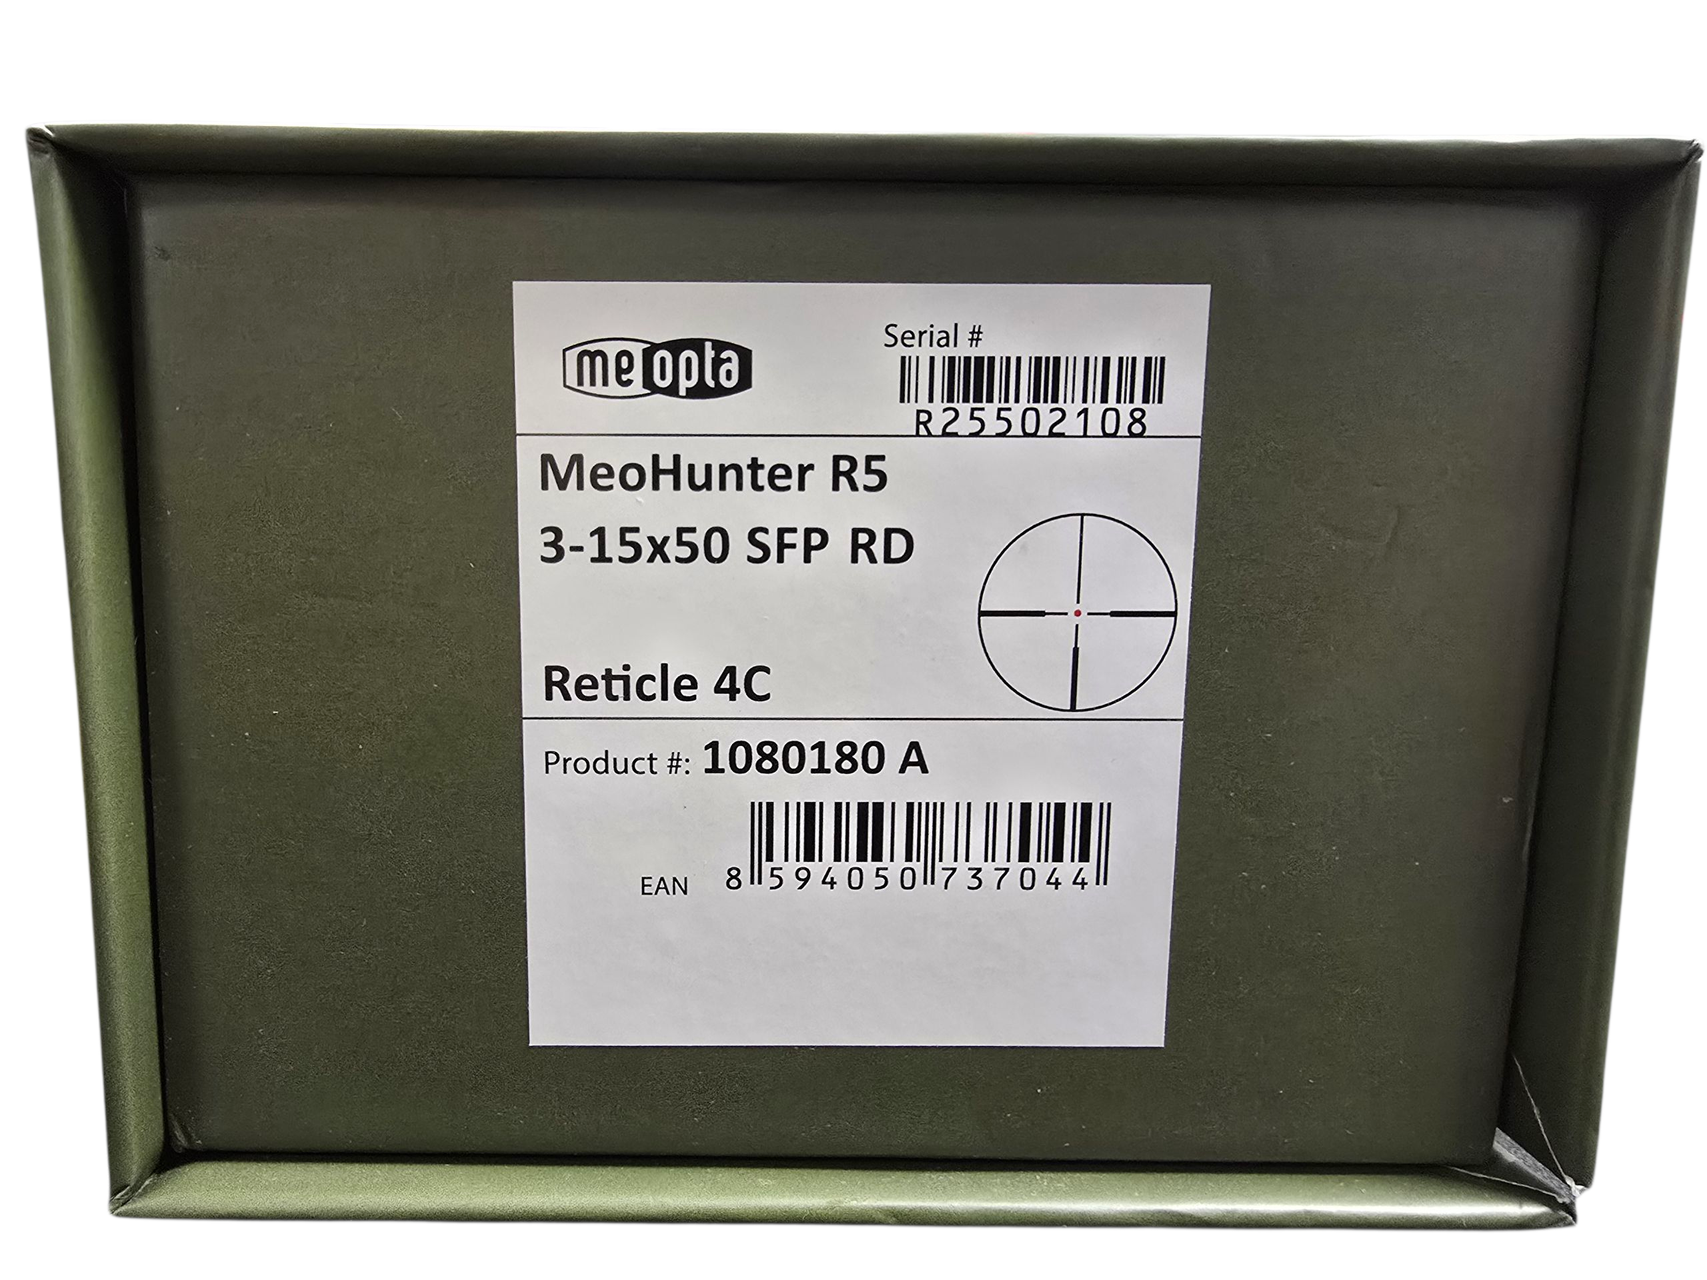 meopta
Serial #
R25502108
MeoHunter R5
3-15x50 SFP RD
Reticle 4C
Product #: 1080180 A
EAN 8 594050 737044